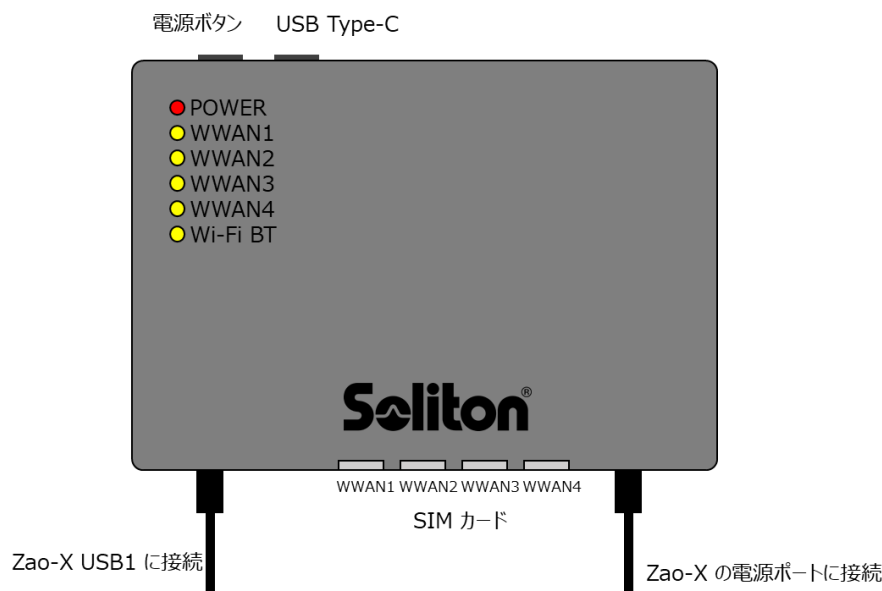 電源ボタン
USB Type-C
POWER
WWAN1
WWAN2
WWAN3
WWAN4
Wi-Fi BT
Soliton®
WWAN1 WWAN2 WWAN3 WWAN4
SIM カード
Zao-X USB1 に接続
Zao-X の電源ポートに接続